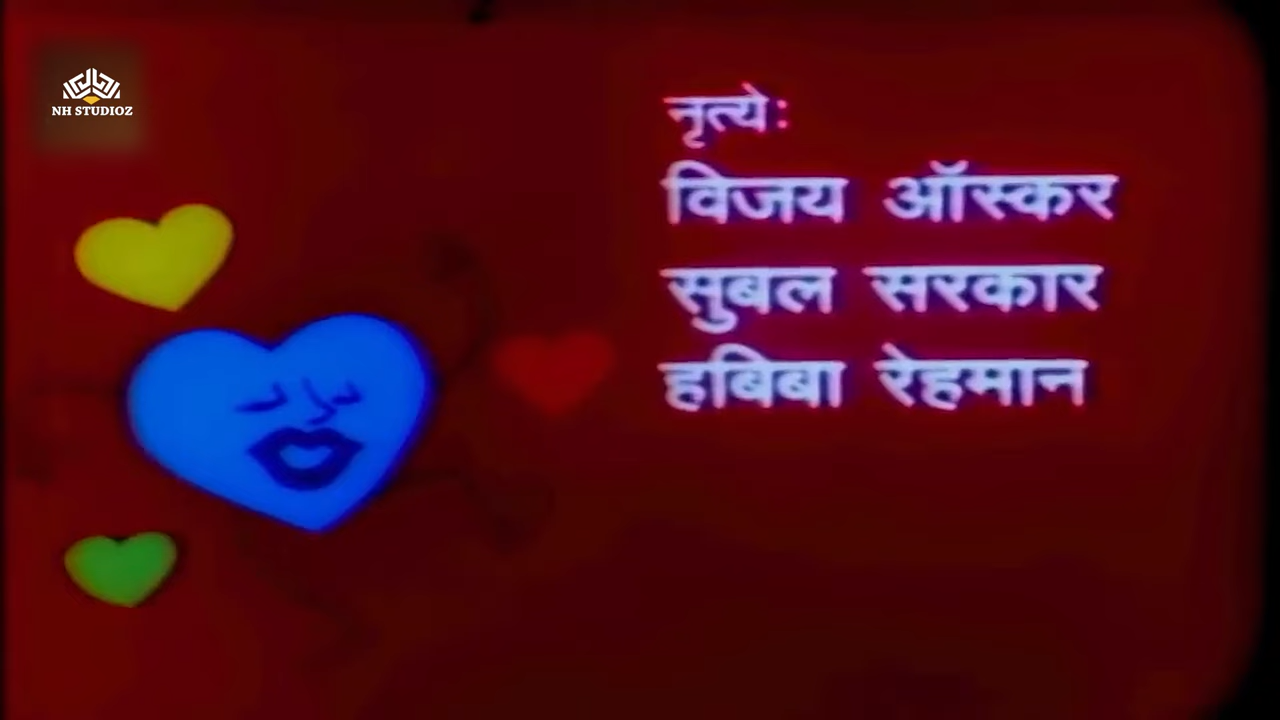 NH STUDIOZ
नृत्ये:
विजय ऑस्कर
सुबल सरकार
हबिबा रेहमान